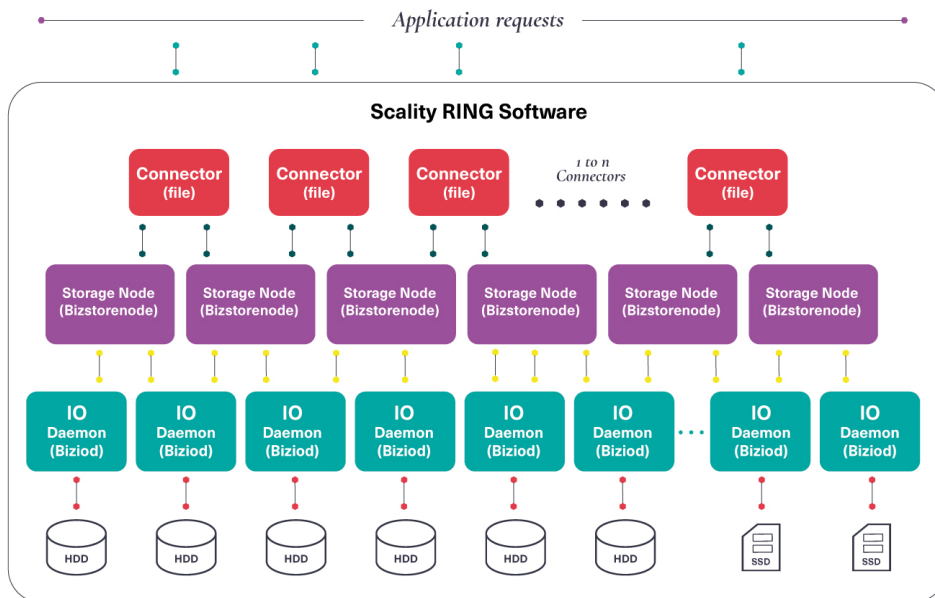 Application requests
Scality RING Software
Connector
(file)
Connector
(file)
Connector
(file)
1 to n
Connectors
Connector
(file)
Storage Node
(Bizstorenode)
Storage Node
(Bizstorenode)
Storage Node
(Bizstorenode)
Storage Node
(Bizstorenode)
Storage Node
(Bizstorenode)
Storage Node
(Bizstorenode)
IO
Daemon
(Biziod)
IO
Daemon
(Biziod)
IO
Daemon
(Biziod)
IO
Daemon
(Biziod)
IO
Daemon
(Biziod)
IO
Daemon
(Biziod)
IO
Daemon
(Biziod)
IO
Daemon
(Biziod)
HDD
HDD
HDD
HDD
HDD
HDD
SSD
SSD